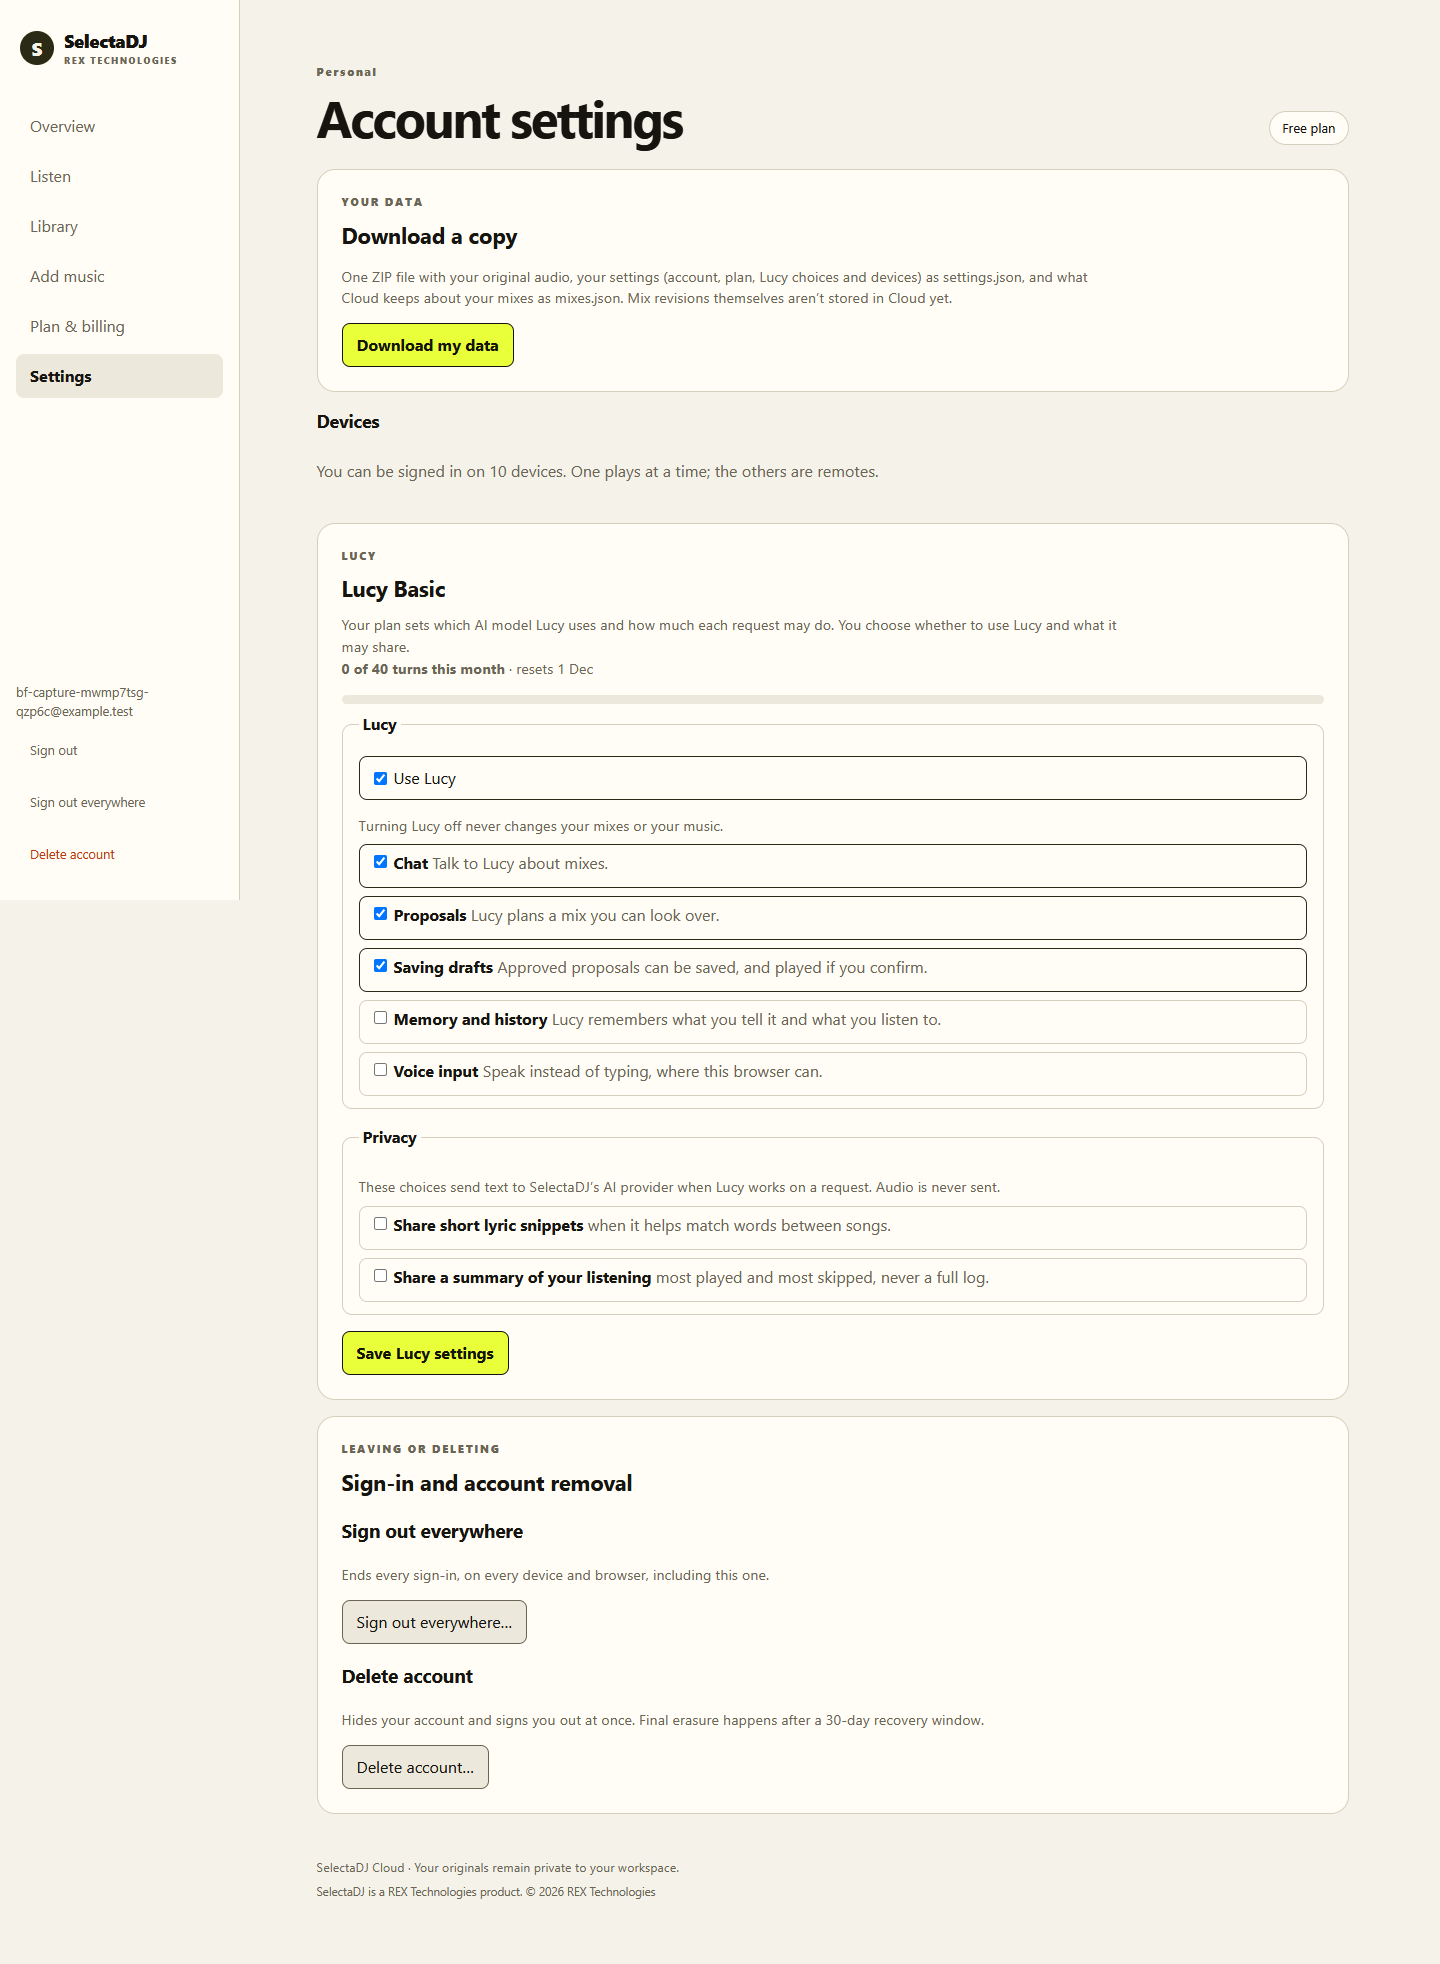 S
SelectaDJ
REX TECHNOLOGIES
Overview
Listen
Library
Add music
Plan & billing
Settings
bf-capture-mwmp7tsg-
qzp6c@example.test
Sign out
Sign out everywhere
Delete account
Personal
Account settings
Free plan
YOUR DATA
Download a copy
One ZIP file with your original audio, your settings (account, plan, Lucy choices and devices) as settings.json, and what
Cloud keeps about your mixes as mixes.json. Mix revisions themselves aren’t stored in Cloud yet.
Download my data
Devices
You can be signed in on 10 devices. One plays at a time; the others are remotes.
LUCY
Lucy Basic
Your plan sets which AI model Lucy uses and how much each request may do. You choose whether to use Lucy and what it
may share.
0 of 40 turns this month · resets 1 Dec
Lucy
Use Lucy
Turning Lucy off never changes your mixes or your music.
Chat Talk to Lucy about mixes.
Proposals Lucy plans a mix you can look over.
Saving drafts Approved proposals can be saved, and played if you confirm.
Memory and history Lucy remembers what you tell it and what you listen to.
Voice input Speak instead of typing, where this browser can.
Privacy
These choices send text to SelectaDJ’s AI provider when Lucy works on a request. Audio is never sent.
Share short lyric snippets when it helps match words between songs.
Share a summary of your listening most played and most skipped, never a full log.
Save Lucy settings
LEAVING OR DELETING
Sign-in and account removal
Sign out everywhere
Ends every sign-in, on every device and browser, including this one.
Sign out everywhere…
Delete account
Hides your account and signs you out at once. Final erasure happens after a 30-day recovery window.
Delete account…
SelectaDJ Cloud · Your originals remain private to your workspace.
SelectaDJ is a REX Technologies product. © 2026 REX Technologies